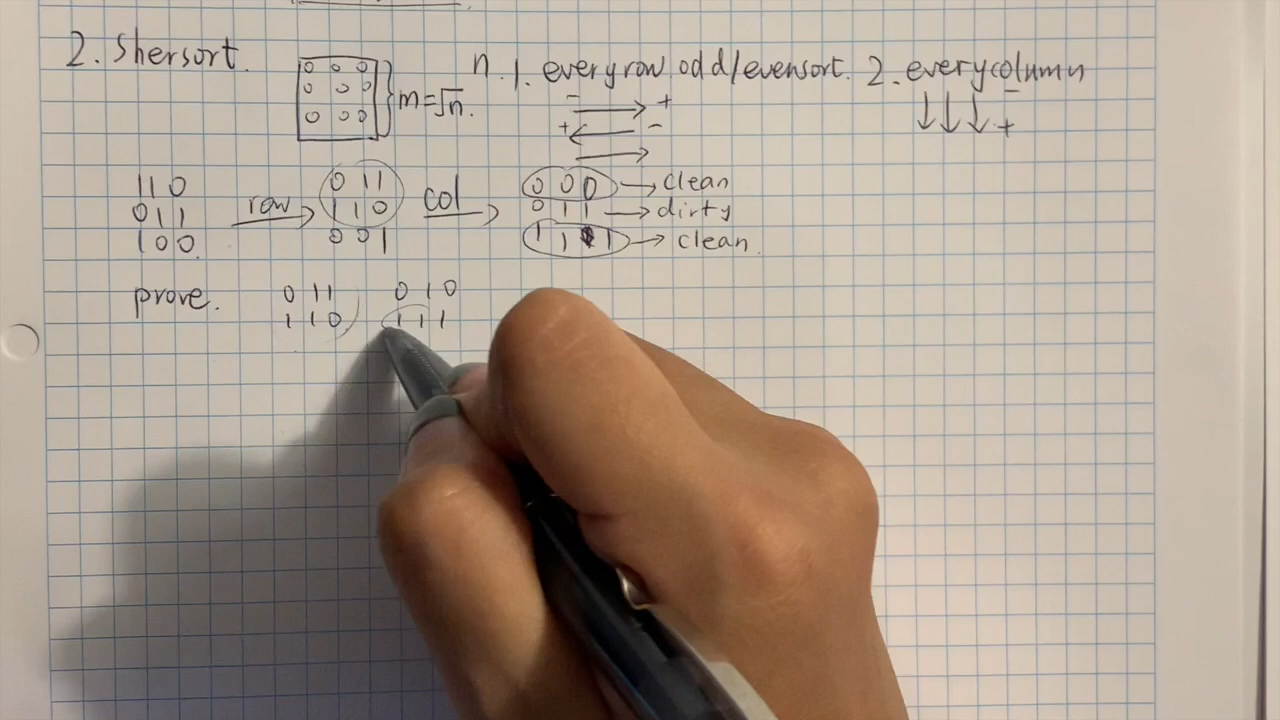 2. Shersort. n. 1. everyrow odd/evensort. 2. everycolumn
0 0 0
0 0 0
0 0 0
m=√n.
- → +
+ ← -
→
↓↓↓ -
+
1 1 0
0 1 1
1 0 0
row →
0 1 1
1 1 0
0 0 1
col →
0 0 0 → clean
0 1 1 → dirty
1 1 1 → clean.
prove.
0 1 1
1 1 0
0 1 0
1 1 1